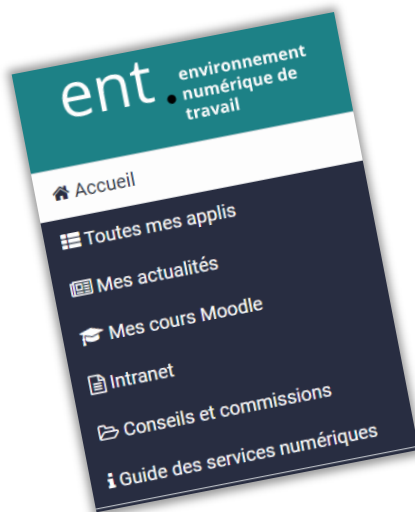 ent
environnement
numérique de
travail
Accueil
Toutes mes applis
Mes actualités
Mes cours Moodle
Intranet
Conseils et commissions
Guide des services numériques